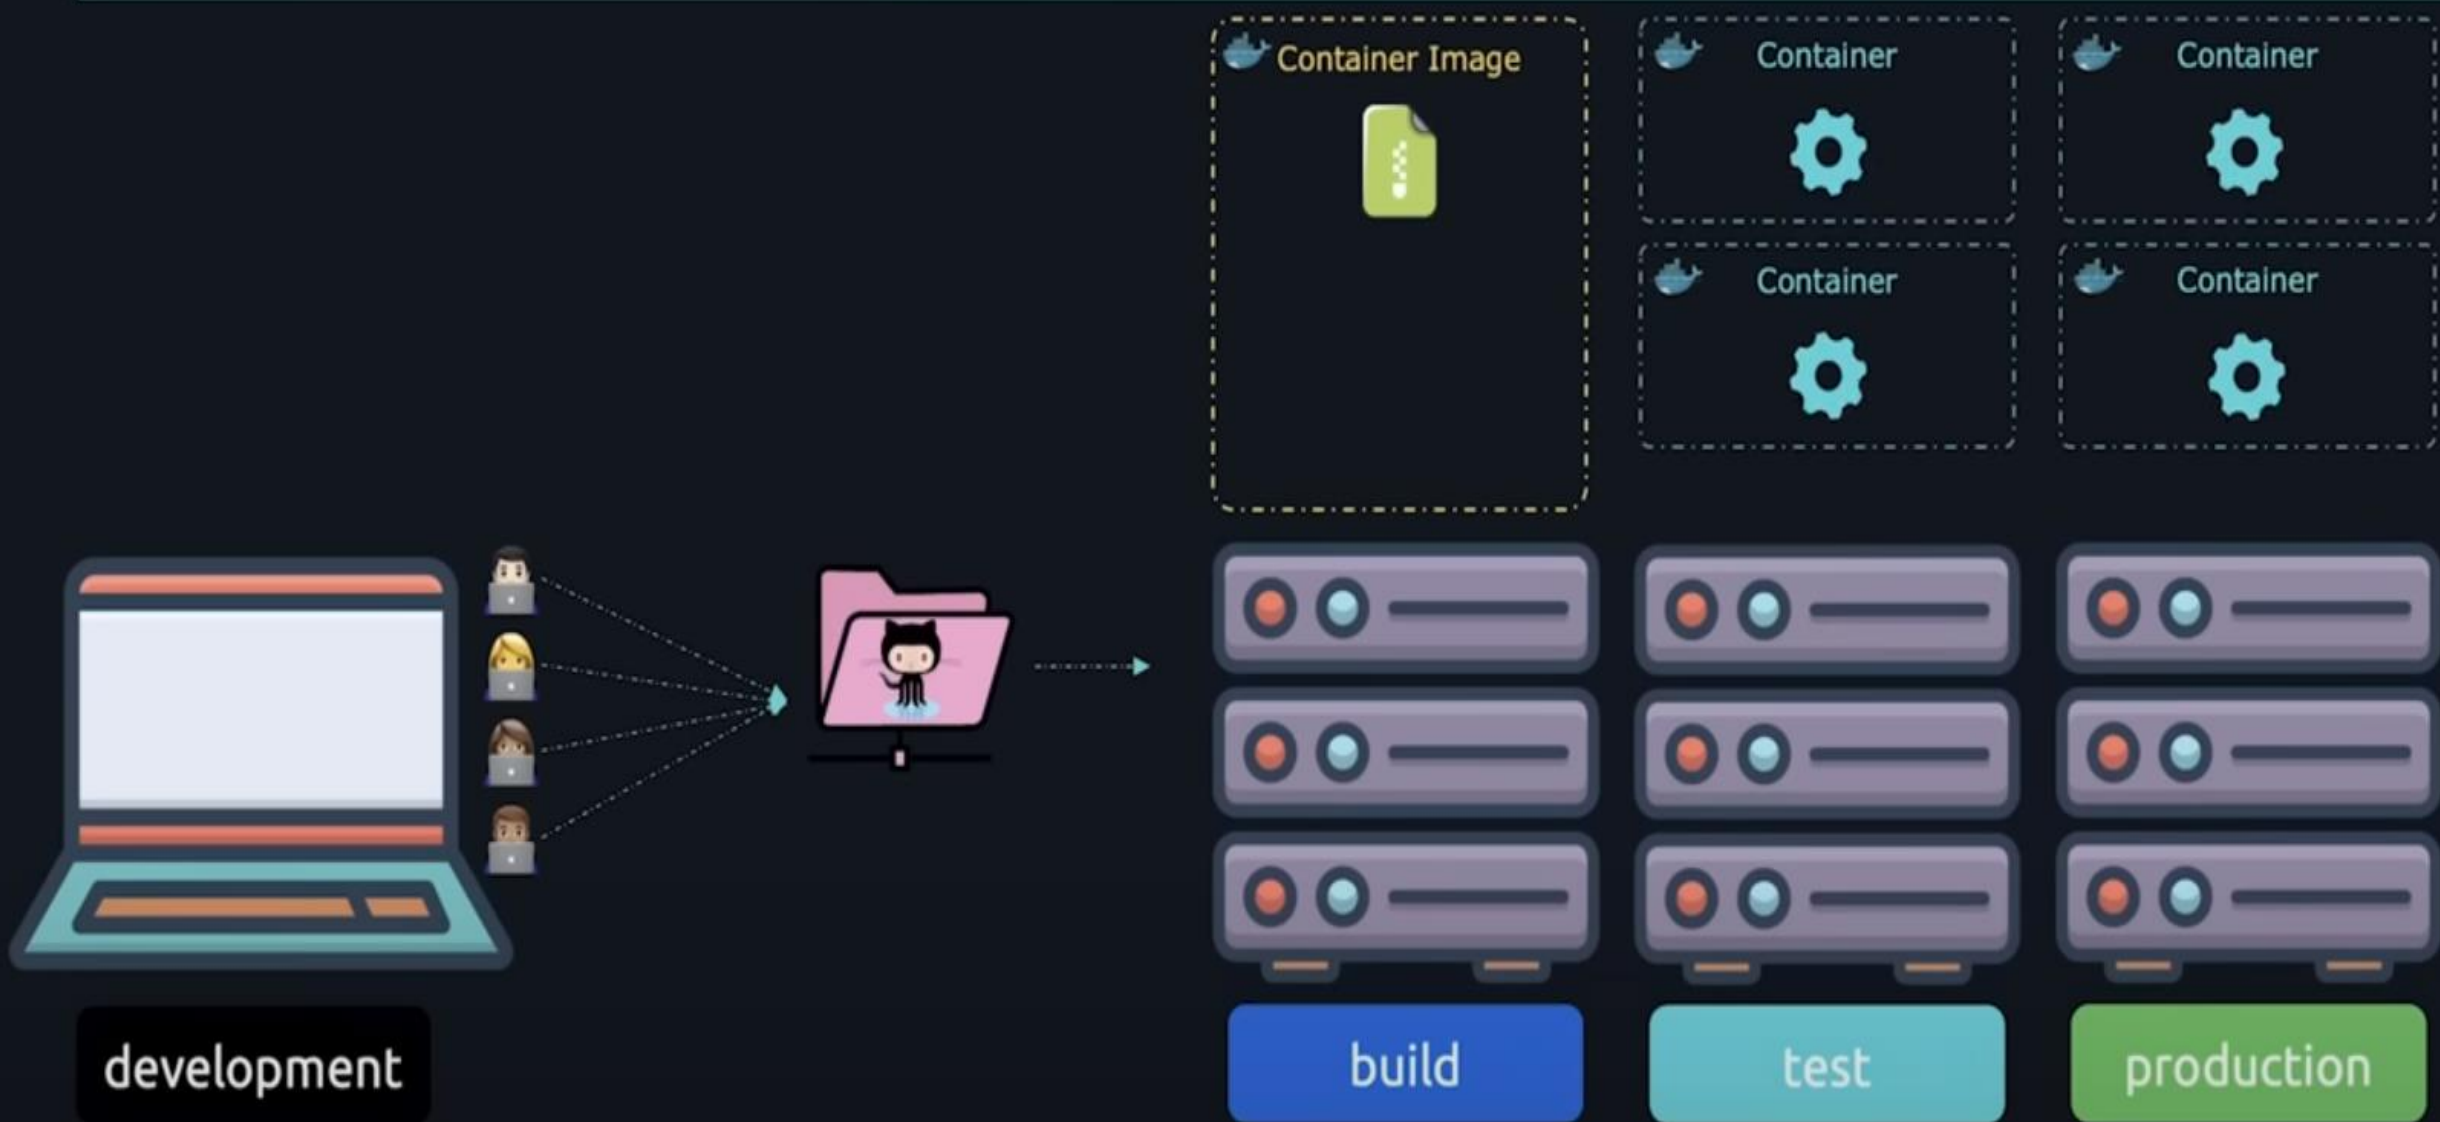 Container Image
Container
Container
Container
Container
development
build
test
production